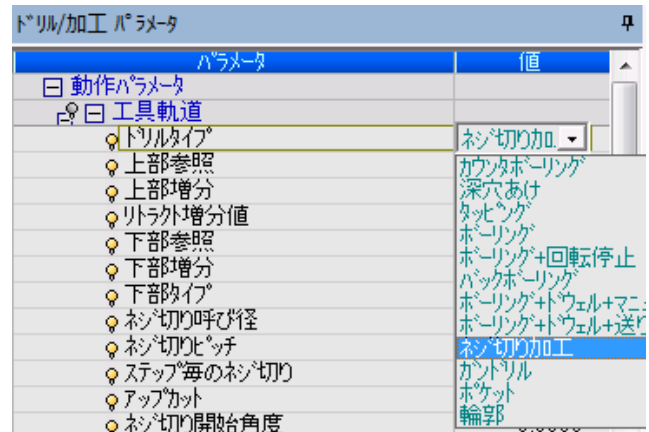 ﾄﾞﾘﾙ/加工 ﾊﾟﾗﾒｰﾀ
ﾊﾟﾗﾒｰﾀ 値
動作ﾊﾟﾗﾒｰﾀ
工具軌道
ﾄﾞﾘﾙﾀｲﾌﾟ ﾈｼﾞ切り加..
上部参照
上部増分
ﾘﾄﾗｸﾄ増分値
下部参照
下部増分
下部ﾀｲﾌﾟ
ﾈｼﾞ切り呼び径
ﾈｼﾞ切りﾋﾟｯﾁ
ｽﾃｯﾌﾟ毎のﾈｼﾞ切り
ｱｯﾌﾟｶｯﾄ
ﾈｼﾞ切り開始角度
ｶｳﾝﾀﾎﾞｰﾘﾝｸﾞ
深穴あけ
ﾀｯﾋﾟﾝｸﾞ
ﾎﾞｰﾘﾝｸﾞ
ﾎﾞｰﾘﾝｸﾞ+回転停止
ﾊﾞｯｸﾎﾞｰﾘﾝｸﾞ
ﾎﾞｰﾘﾝｸﾞ+ﾄﾞｳｪﾙ+ﾏﾆｭ
ﾎﾞｰﾘﾝｸﾞ+ﾄﾞｳｪﾙ+送り
ﾈｼﾞ切り加工
ｶﾞﾝﾄﾞﾘﾙ
ﾎﾟｹｯﾄ
輪郭